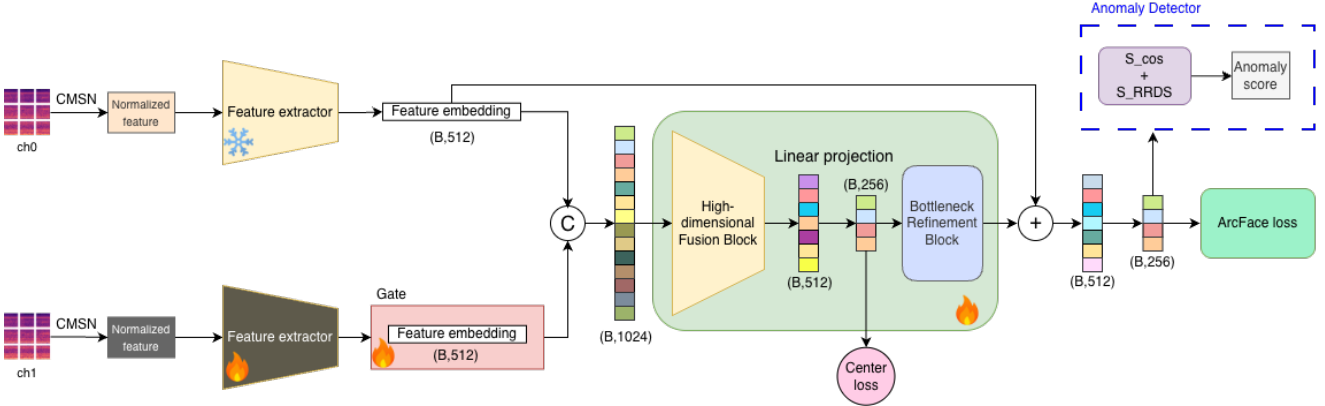 Anomaly Detector
S_cos
+
S_RRDS
Anomaly
score
CMSN
ch0
Normalized
feature
Feature extractor
Feature embedding
(B,512)
C
(B,1024)
High-
dimensional
Fusion Block
Linear projection
(B,512)
(B,256)
Bottleneck
Refinement
Block
+
(B,512)
(B,256)
ArcFace loss
Center
loss
CMSN
ch1
Normalized
feature
Feature extractor
Gate
Feature embedding
(B,512)